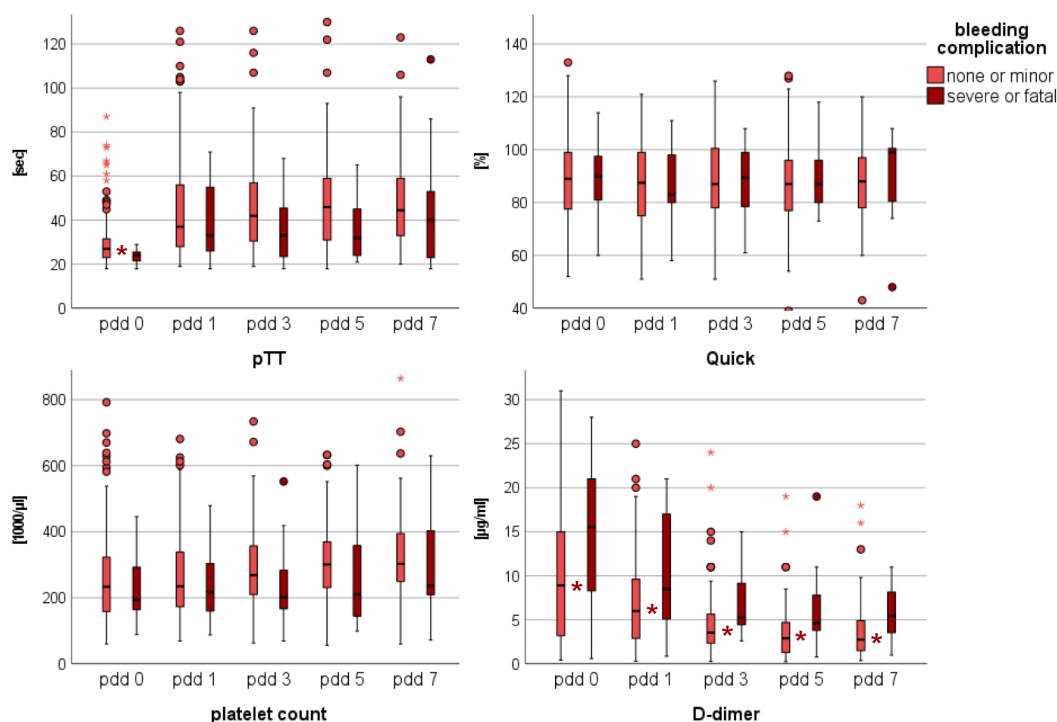 bleeding
complication
none or minor
severe or fatal
[sec]
120
100
80
60
40
20
0
pdd 0 pdd 1 pdd 3 pdd 5 pdd 7
pTT
[%]
140
120
100
80
60
40
pdd 0 pdd 1 pdd 3 pdd 5 pdd 7
Quick
[1000/µl]
800
600
400
200
0
pdd 0 pdd 1 pdd 3 pdd 5 pdd 7
platelet count
[µg/ml]
30
25
20
15
10
5
0
pdd 0 pdd 1 pdd 3 pdd 5 pdd 7
D-dimer